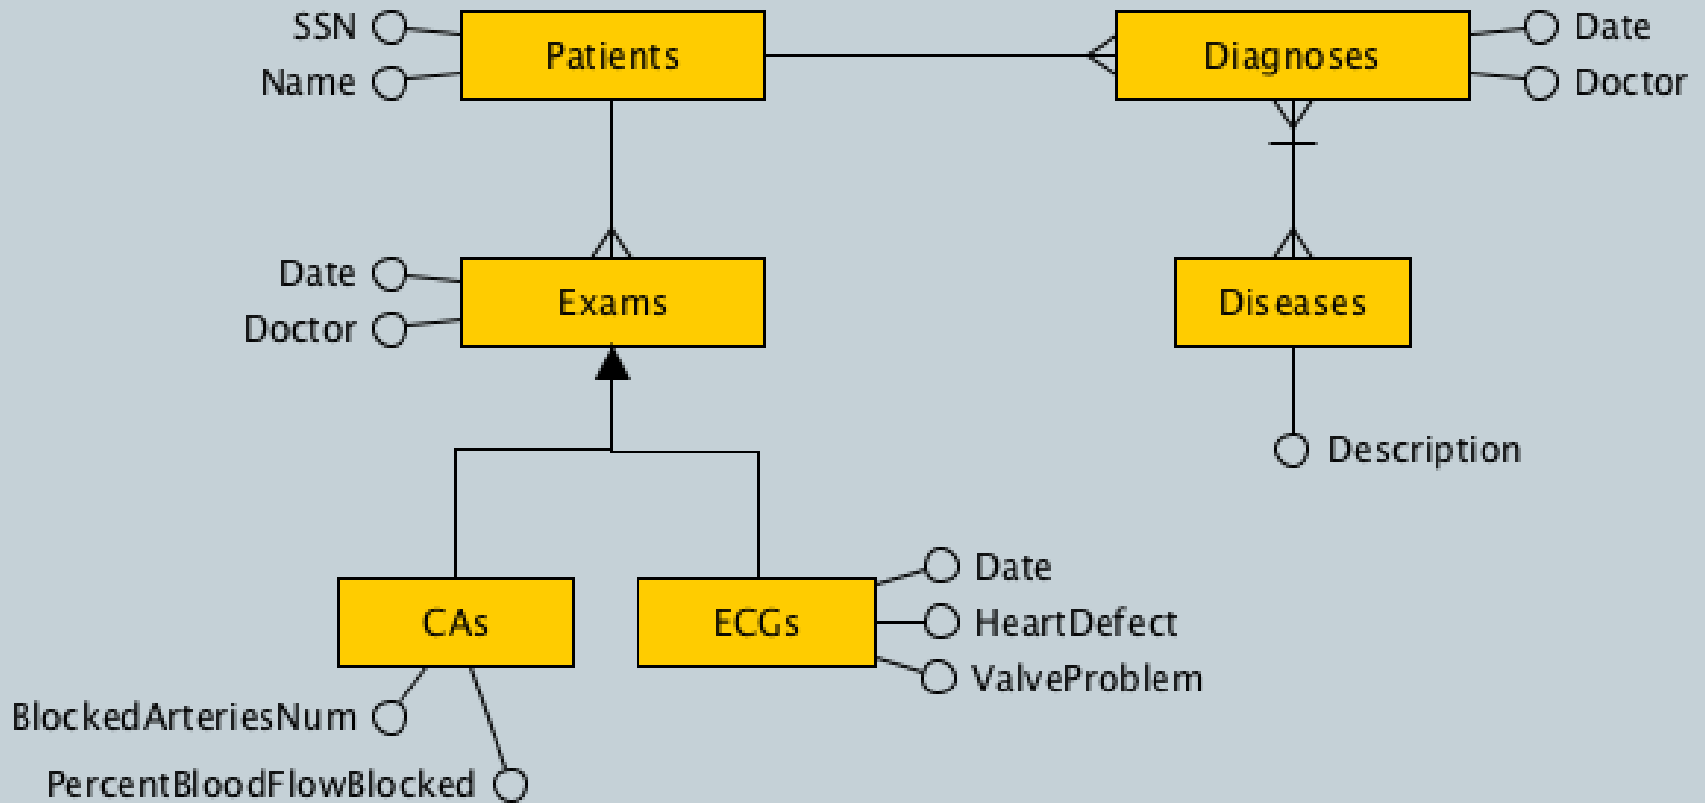 SSN
Name
Patients
Diagnoses
Date
Doctor
Date
Doctor
Exams
Diseases
Description
CAs
ECGs
Date
HeartDefect
ValveProblem
BlockedArteriesNum
PercentBloodFlowBlocked